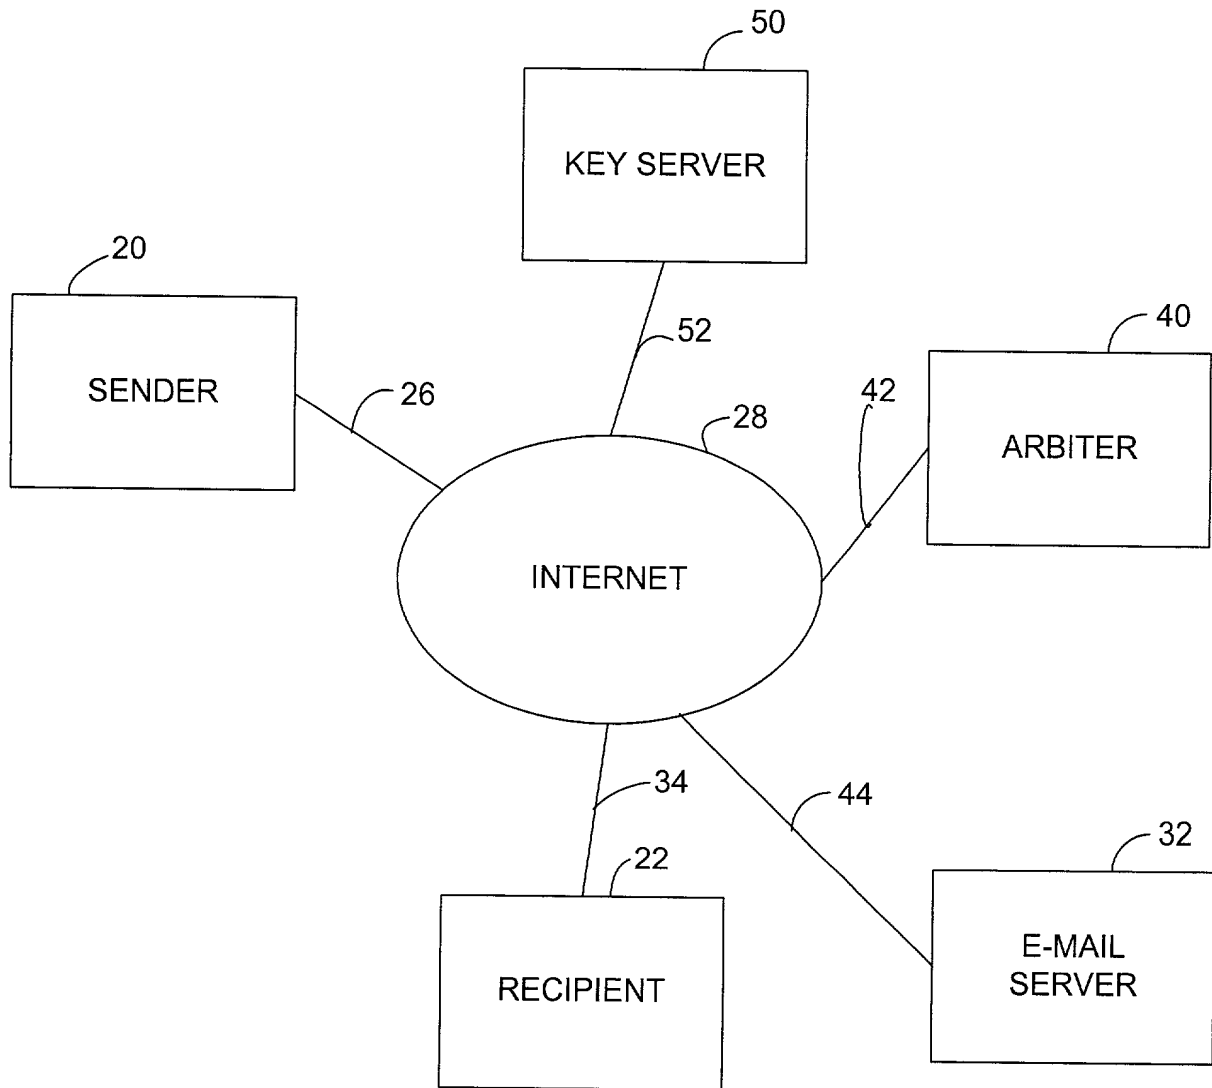 50
KEY SERVER
20
SENDER
52
40
26
42
28
ARBITER
INTERNET
34
44
22
32
RECIPIENT
E-MAIL
SERVER